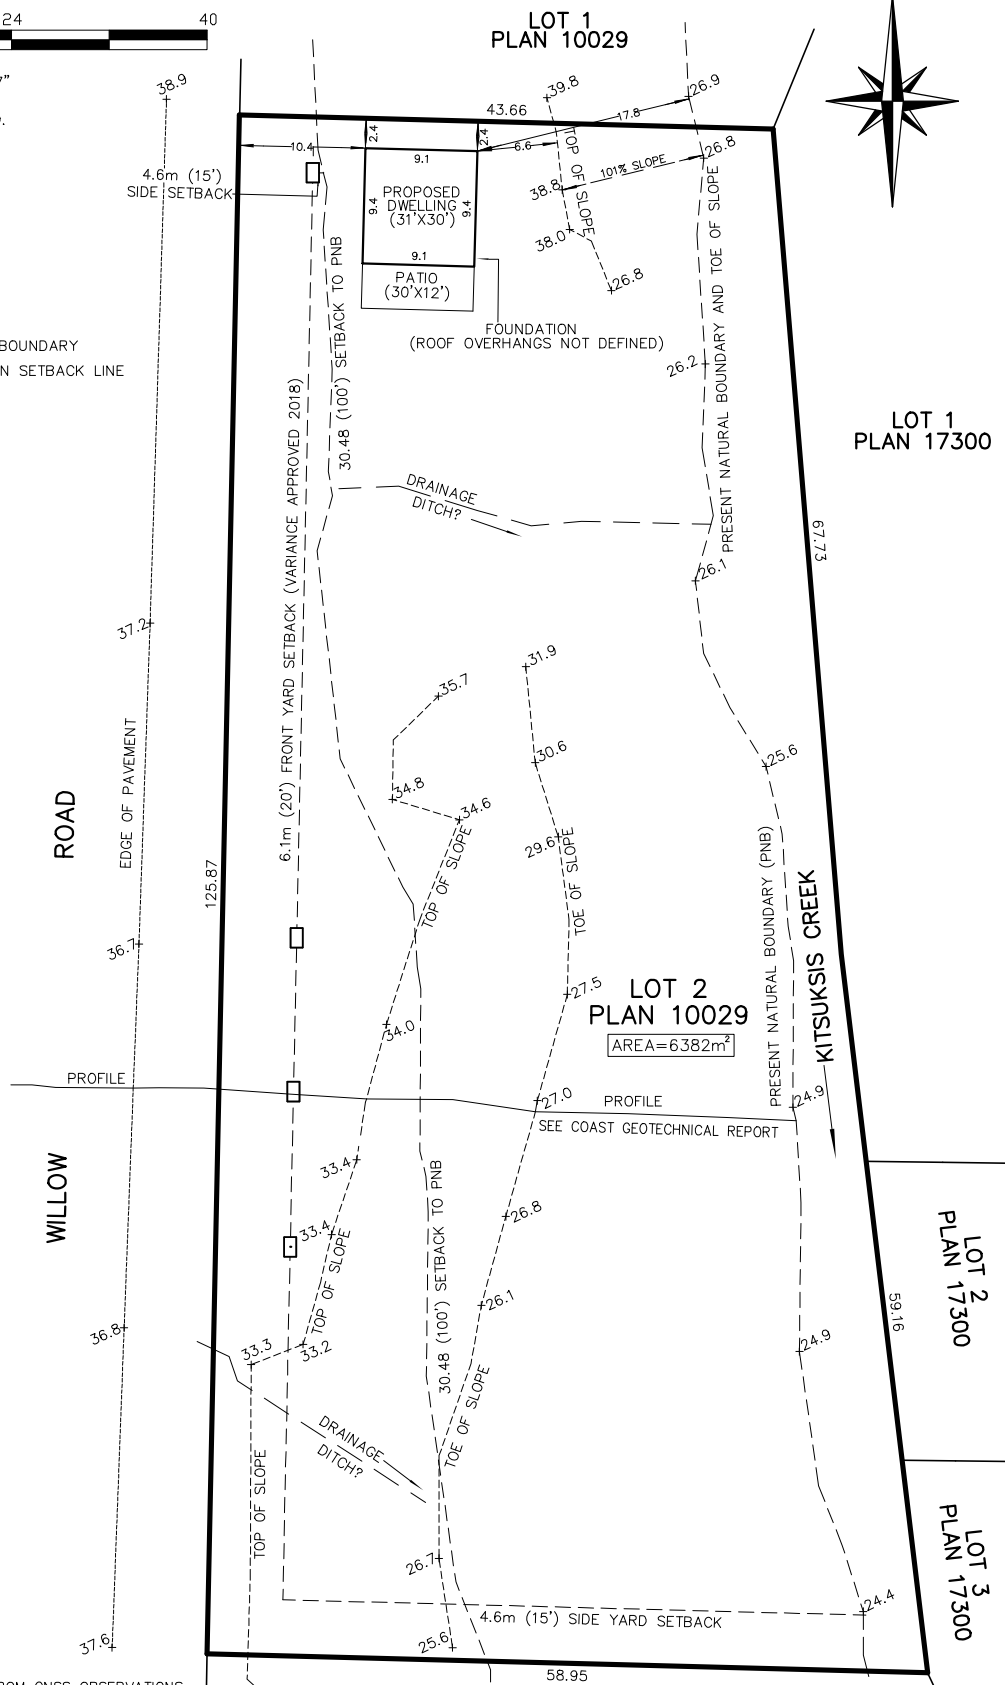 24
40
LOT 1
PLAN 10029
38.9
39.8
26.9
43.66
17.8
2.4
2.4
10.4
6.6
9.1
26.8
101% SLOPE
4.6m (15')
SIDE SETBACK
PROPOSED
DWELLING
(31'X30')
9.4
9.4
9.1
38.8
38.0
TOP OF SLOPE
26.8
PATIO
(30'X12')
FOUNDATION
(ROOF OVERHANGS NOT DEFINED)
BOUNDARY
N SETBACK LINE
30.48 (100') SETBACK TO PNB
PRESENT NATURAL BOUNDARY AND TOE OF SLOPE
26.2
LOT 1
PLAN 17300
6.1m (20') FRONT YARD SETBACK (VARIANCE APPROVED 2018)
DRAINAGE
DITCH?
67.73
26.1
37.2
31.9
35.7
30.6
25.6
34.8
34.6
29.6
EDGE OF PAVEMENT
ROAD
125.87
TOP OF SLOPE
TOE OF SLOPE
36.7
PRESENT NATURAL BOUNDARY (PNB)
KITSUKSIS CREEK
27.5
LOT 2
PLAN 10029
AREA=6382m²
34.0
PROFILE
27.0
PROFILE
24.9
SEE COAST GEOTECHNICAL REPORT
33.4
WILLOW
26.8
33.4
LOT 2
PLAN 17300
TOP OF SLOPE
30.48 (100') SETBACK TO PNB
26.1
59.16
36.8
33.3
33.2
24.9
TOE OF SLOPE
DRAINAGE
DITCH?
TOP OF SLOPE
LOT 3
PLAN 17300
26.7
24.4
4.6m (15') SIDE YARD SETBACK
37.6
25.6
58.95